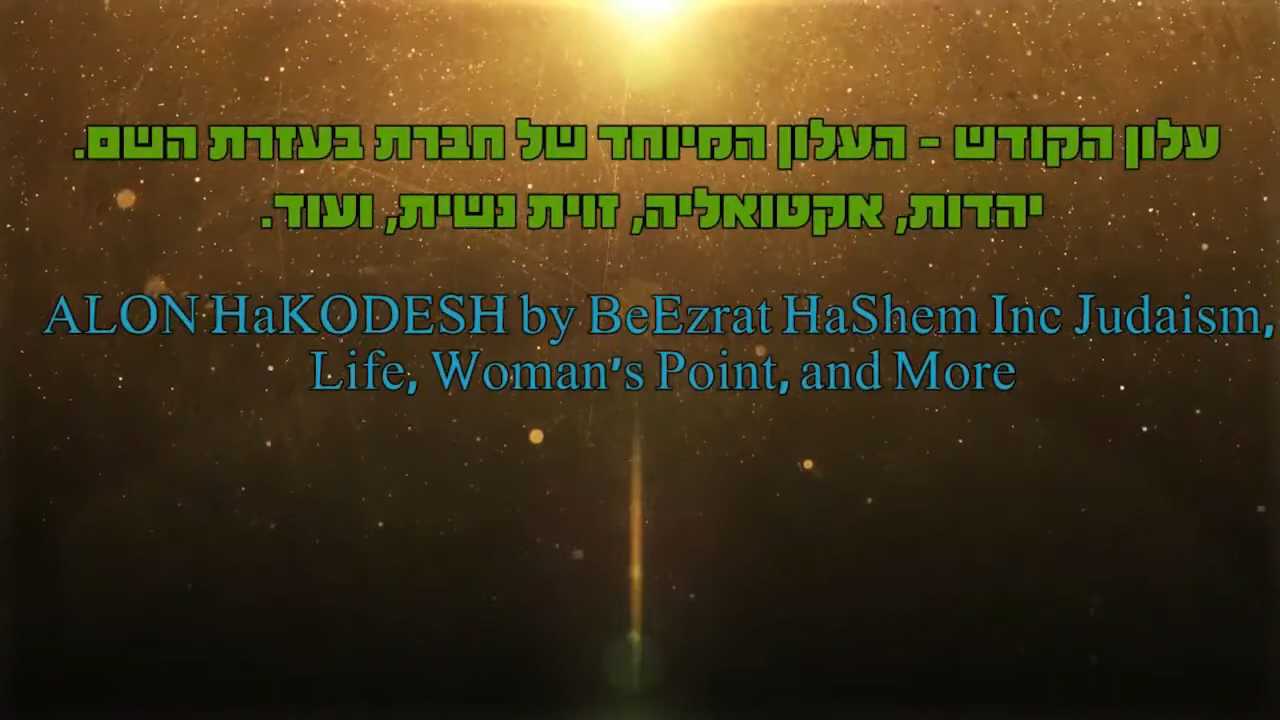 עלון הקודש - העלון המיוחד של חברת בעזרת השם.
יהדות, אקטואליה, זוית נשית, ועוד.
ALON HaKODESH by BeEzrat HaShem Inc Judaism,
Life, Woman's Point, and More